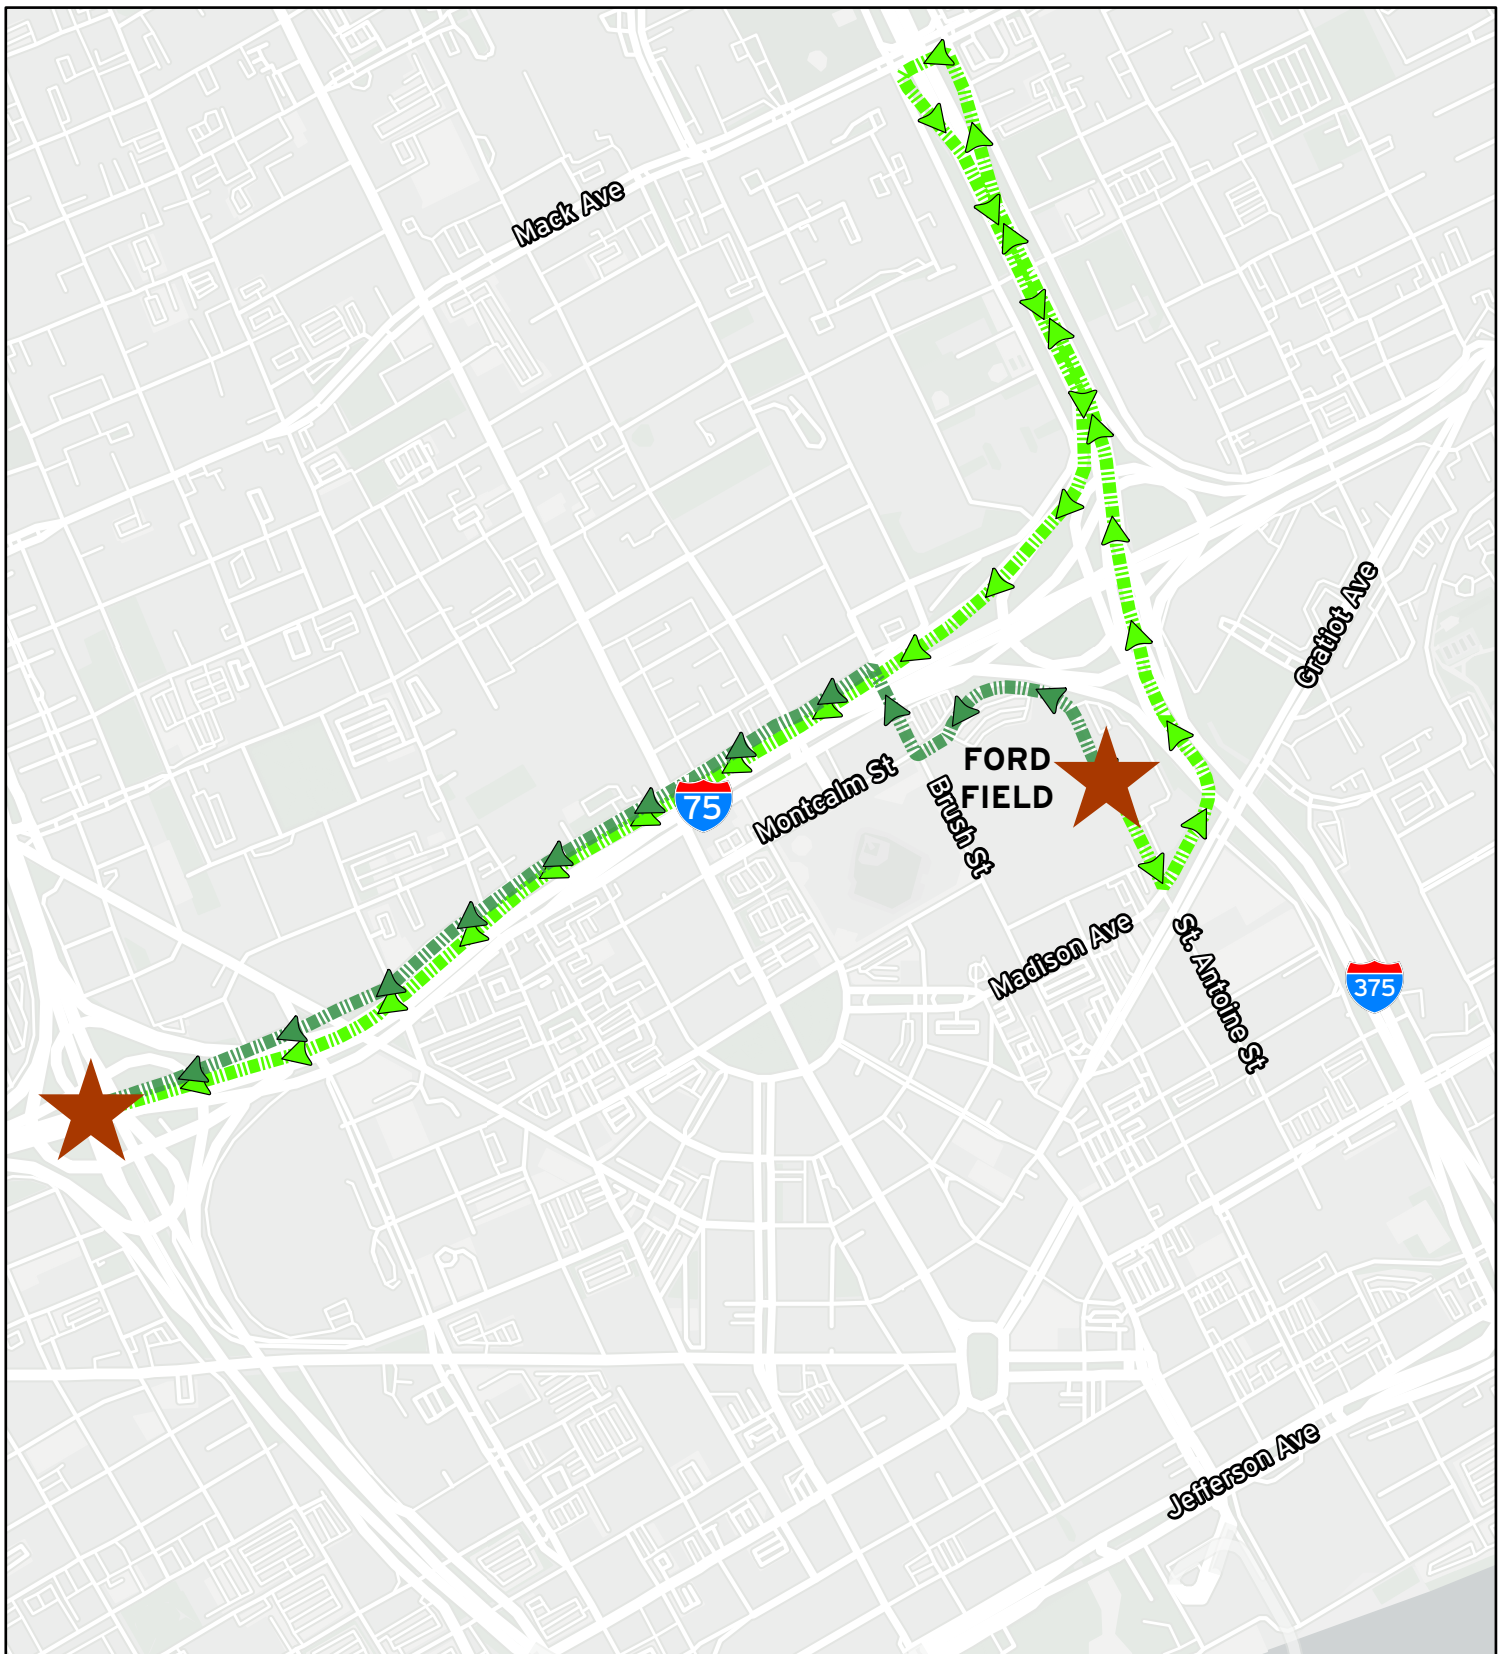 Mack Ave
Gratiot Ave
FORD
FIELD
Montcalm St
75
Brush St
Madison Ave
St. Antoine St
375
Jefferson Ave